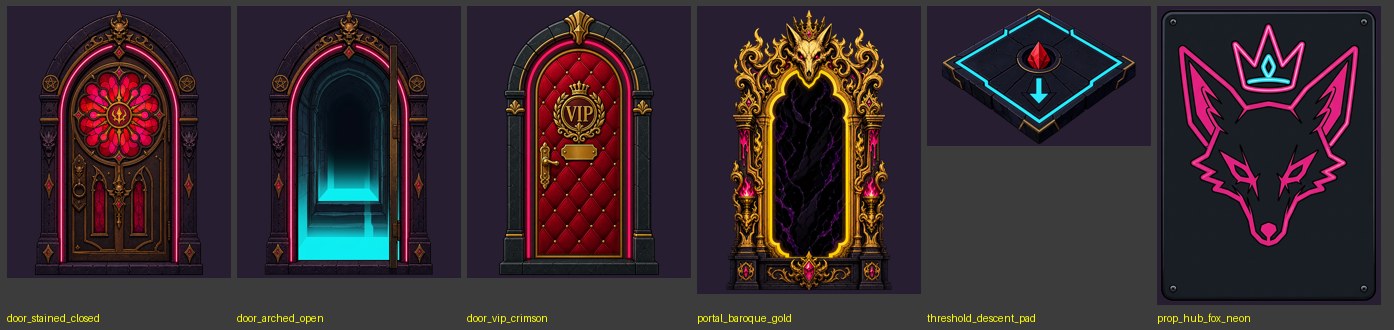 VIP
door_stained_closed
door_arched_open
door_vip_crimson
portal_baroque_gold
threshold_descent_pad
prop_hub_fox_neon